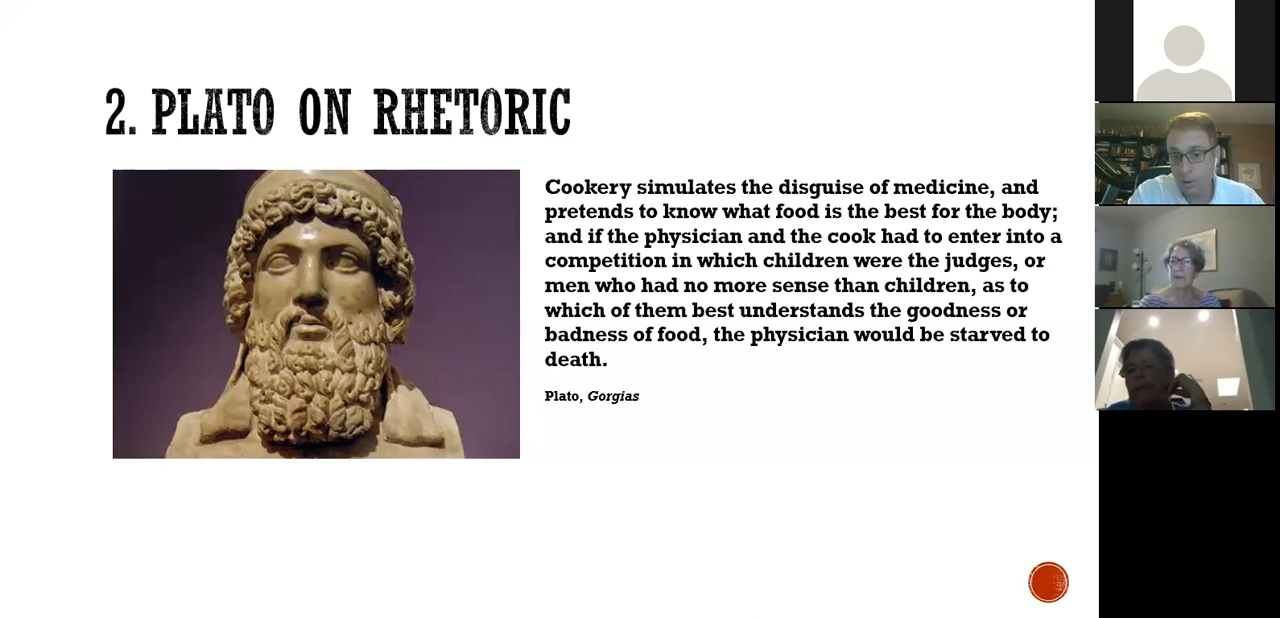 2. PLATO ON RHETORIC
Cookery simulates the disguise of medicine, and
pretends to know what food is the best for the body;
and if the physician and the cook had to enter into a
competition in which children were the judges, or
men who had no more sense than children, as to
which of them best understands the goodness or
badness of food, the physician would be starved to
death.
Plato, Gorgias